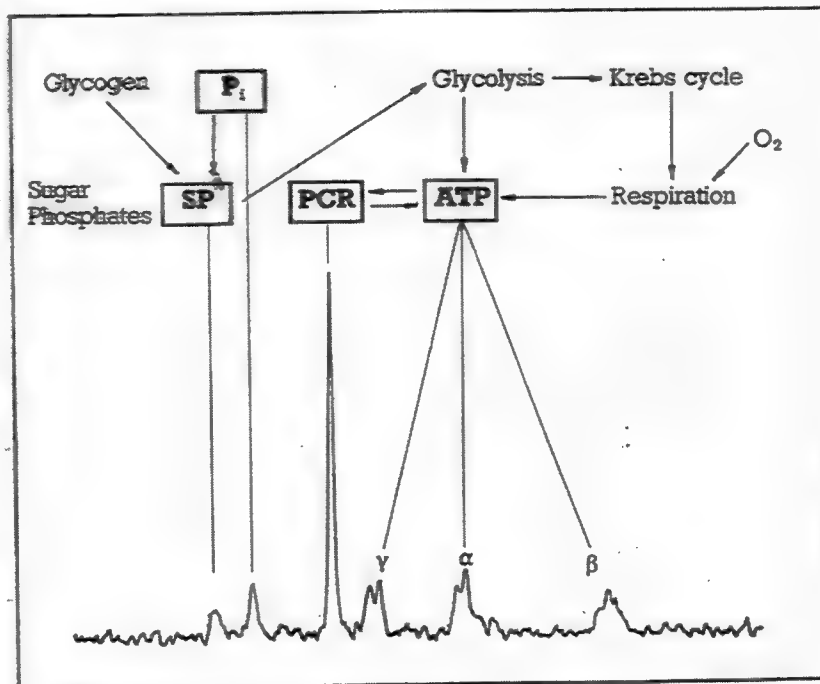 Glycogen
Pᵢ
Glycolysis
Krebs cycle
O₂
Sugar
Phosphates
SP
PCR
ATP
Respiration
γ
α
β